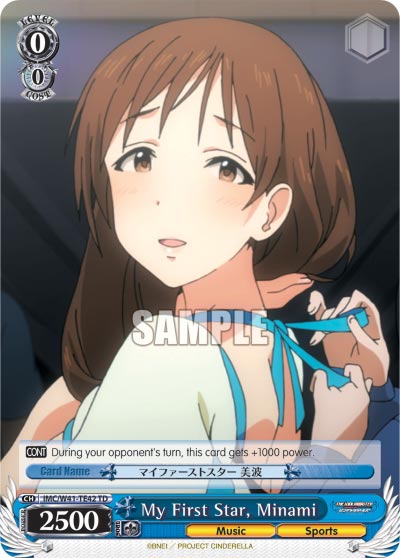 LEVEL
0
0
COST
SAMPLE
CONT During your opponent's turn, this card gets +1000 power.
Card Name マイファーストスター 美波
CH IMC/W41-TE42 TD
My First Star, Minami
2500
Music
Sports
©BNEI / PROJECT CINDERELLA